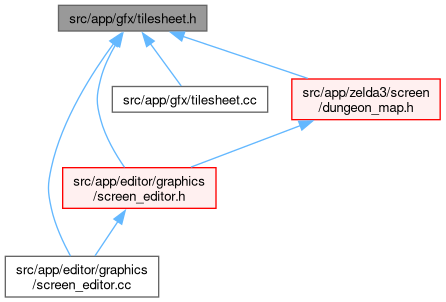 src/app/gfx/tilesheet.h
src/app/gfx/tilesheet.cc
src/app/zelda3/screen
/dungeon_map.h
src/app/editor/graphics
/screen_editor.h
src/app/editor/graphics
/screen_editor.cc